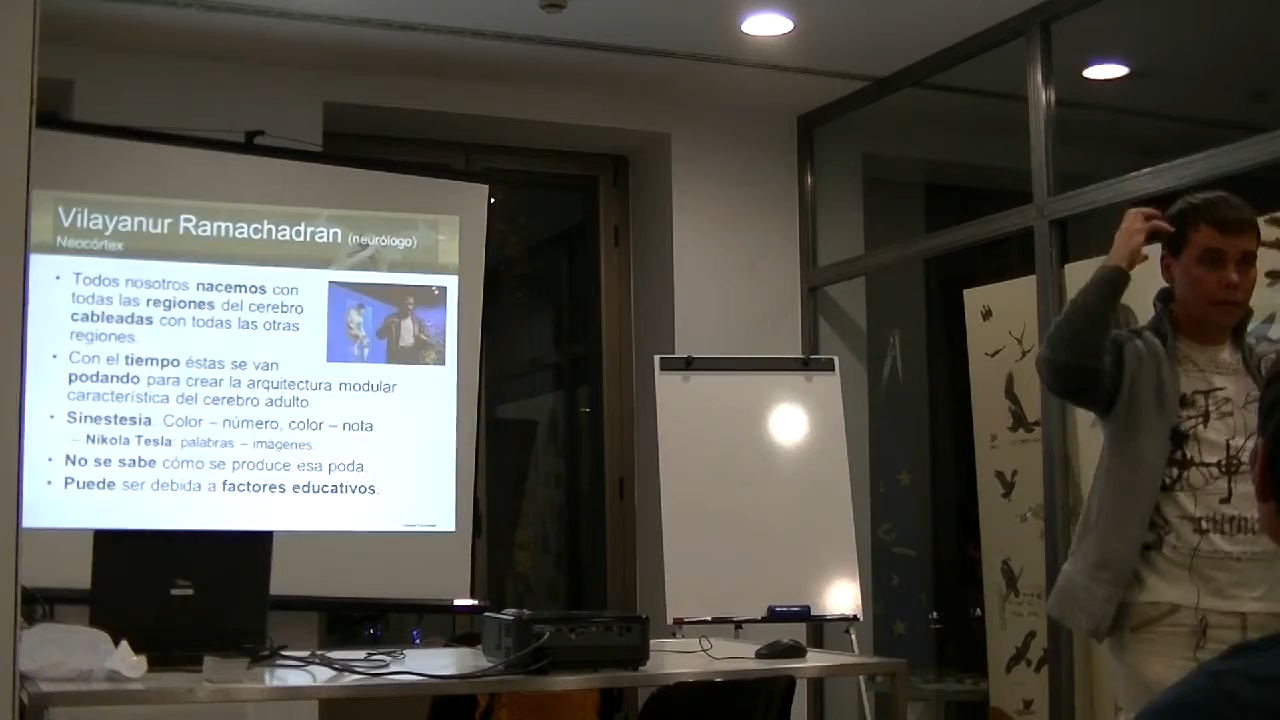 Vilayanur Ramachadran (neurólogo)
Neocórtex
• Todos nosotros nacemos con
todas las regiones del cerebro
cableadas con todas las otras
regiones.
• Con el tiempo éstas se van
podando para crear la arquitectura modular
característica del cerebro adulto
• Sinestesia. Color – número, color – nota.
– Nikola Tesla: palabras – imagenes.
• No se sabe cómo se produce esa poda.
• Puede ser debida a factores educativos.